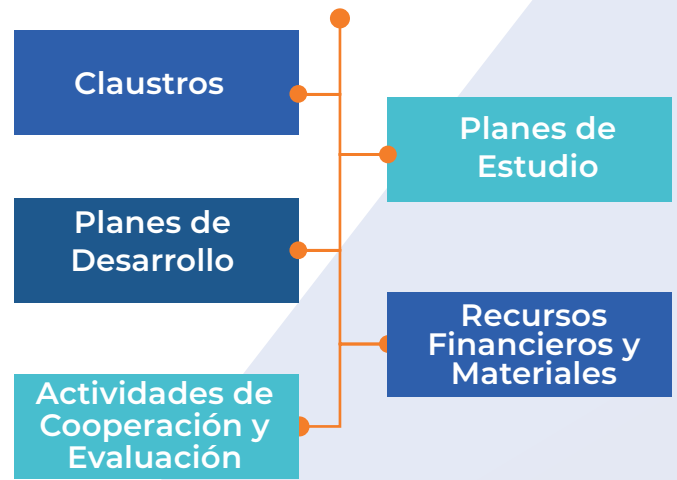 Claustros
Planes de
Estudio
Planes de
Desarrollo
Recursos
Financieros y
Materiales
Actividades de
Cooperación y
Evaluación